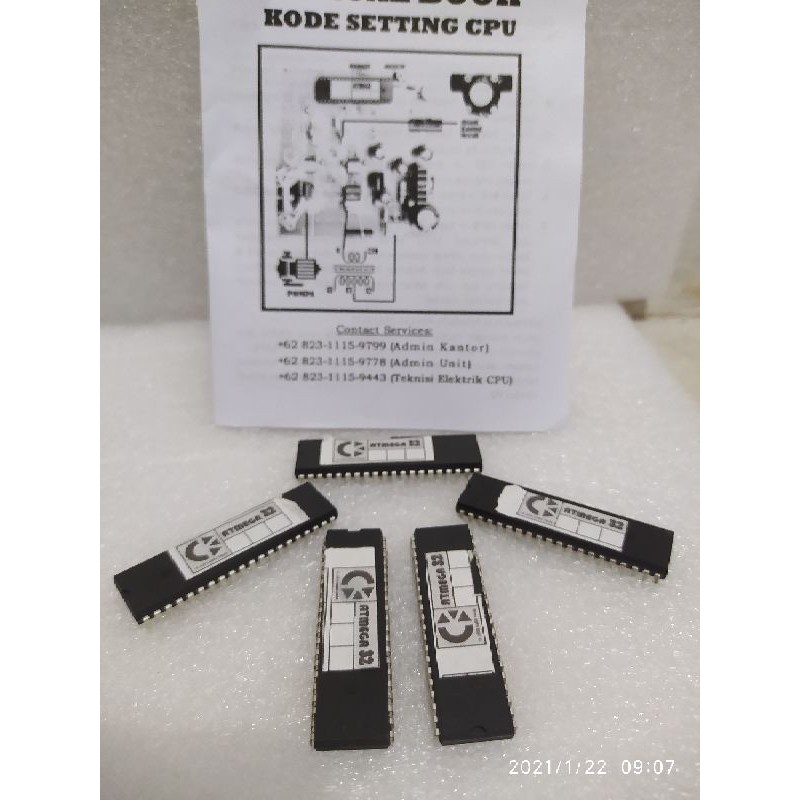 KODE SETTING CPU
Contact Services:
+62 823-1115-9799 (Admin Kantor)
+62 823-1115-9778 (Admin Unit)
+62 823-1115-9443 (Teknisi Elektrik CPU)
ATMEGA 32
ATMEGA 32
ATMEGA 32
ATMEGA 32
ATMEGA 32
2021/1/22 09:07